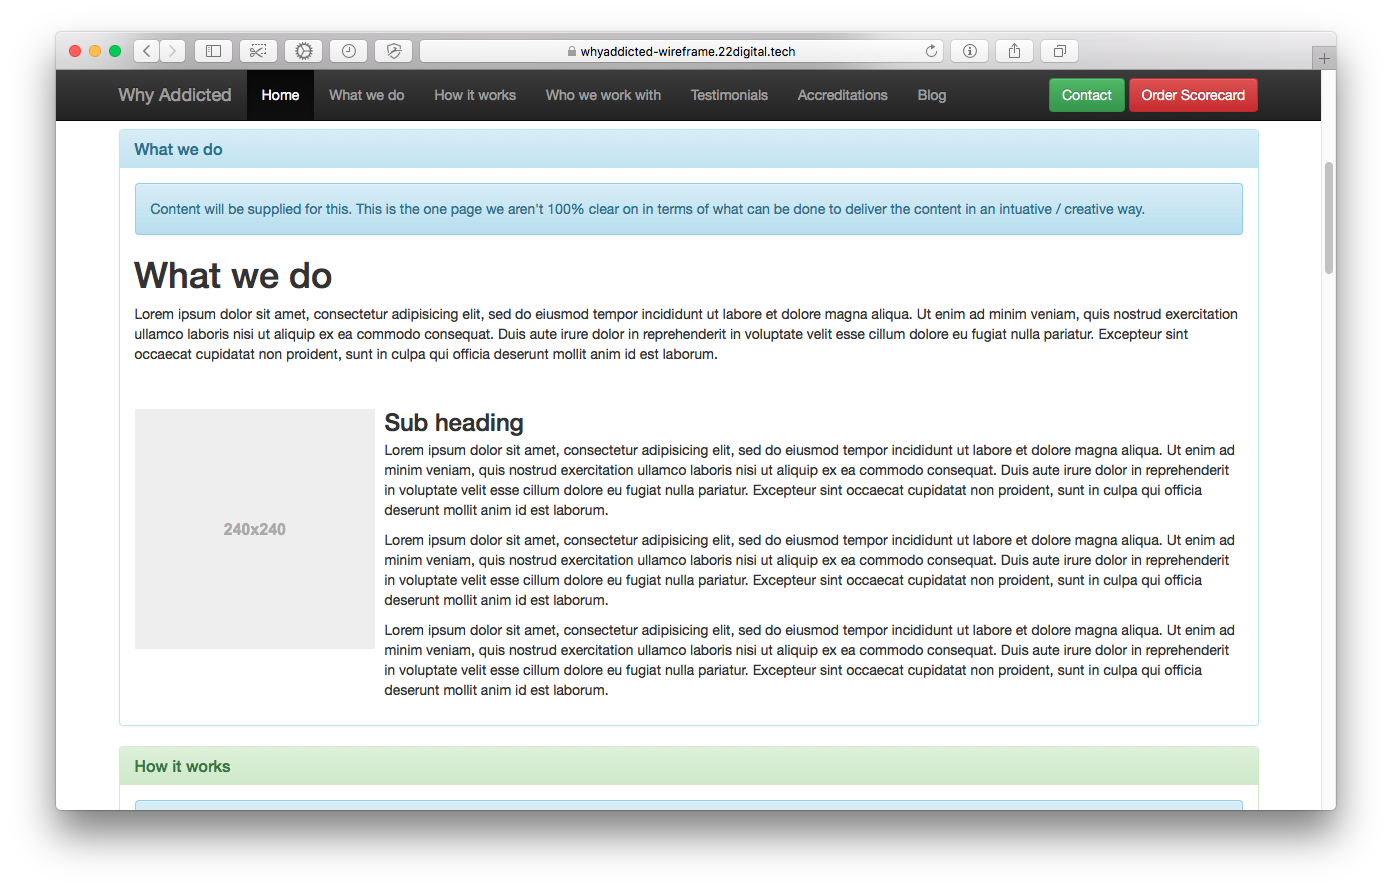 whyaddicted-wireframe.22digital.tech
Why Addicted Home What we do How it works Who we work with Testimonials Accreditations Blog Contact Order Scorecard
What we do
Content will be supplied for this. This is the one page we aren't 100% clear on in terms of what can be done to deliver the content in an intuative / creative way.
What we do
Lorem ipsum dolor sit amet, consectetur adipisicing elit, sed do eiusmod tempor incididunt ut labore et dolore magna aliqua. Ut enim ad minim veniam, quis nostrud exercitation
ullamco laboris nisi ut aliquip ex ea commodo consequat. Duis aute irure dolor in reprehenderit in voluptate velit esse cillum dolore eu fugiat nulla pariatur. Excepteur sint
occaecat cupidatat non proident, sunt in culpa qui officia deserunt mollit anim id est laborum.
240x240
Sub heading
Lorem ipsum dolor sit amet, consectetur adipisicing elit, sed do eiusmod tempor incididunt ut labore et dolore magna aliqua. Ut enim ad
minim veniam, quis nostrud exercitation ullamco laboris nisi ut aliquip ex ea commodo consequat. Duis aute irure dolor in reprehenderit
in voluptate velit esse cillum dolore eu fugiat nulla pariatur. Excepteur sint occaecat cupidatat non proident, sunt in culpa qui officia
deserunt mollit anim id est laborum.
Lorem ipsum dolor sit amet, consectetur adipisicing elit, sed do eiusmod tempor incididunt ut labore et dolore magna aliqua. Ut enim ad
minim veniam, quis nostrud exercitation ullamco laboris nisi ut aliquip ex ea commodo consequat. Duis aute irure dolor in reprehenderit
in voluptate velit esse cillum dolore eu fugiat nulla pariatur. Excepteur sint occaecat cupidatat non proident, sunt in culpa qui officia
deserunt mollit anim id est laborum.
Lorem ipsum dolor sit amet, consectetur adipisicing elit, sed do eiusmod tempor incididunt ut labore et dolore magna aliqua. Ut enim ad
minim veniam, quis nostrud exercitation ullamco laboris nisi ut aliquip ex ea commodo consequat. Duis aute irure dolor in reprehenderit
in voluptate velit esse cillum dolore eu fugiat nulla pariatur. Excepteur sint occaecat cupidatat non proident, sunt in culpa qui officia
deserunt mollit anim id est laborum.
How it works